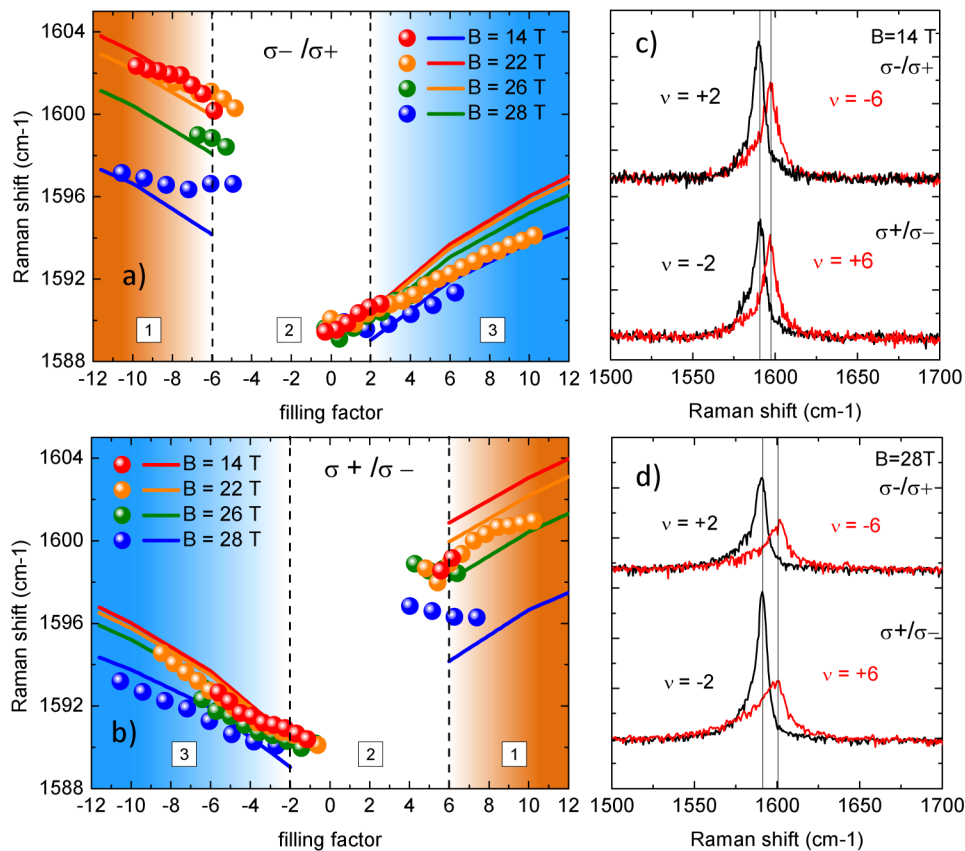 1604
1600
1596
1592
1588
Raman shift (cm-1)
σ− /σ+
B = 14 T
B = 22 T
B = 26 T
B = 28 T
a)
1
2
3
-12 -10 -8 -6 -4 -2 0 2 4 6 8 10 12
filling factor
c)
B=14 T
σ-/σ+
ν = +2
ν = -6
σ+/σ−
ν = -2
ν = +6
1500 1550 1600 1650 1700
Raman shift (cm-1)
1604
1600
1596
1592
1588
Raman shift (cm-1)
σ + /σ −
B = 14 T
B = 22 T
B = 26 T
B = 28 T
b)
3
2
1
-12 -10 -8 -6 -4 -2 0 2 4 6 8 10 12
filling factor
d)
B=28T
σ-/σ+
ν = +2
ν = -6
σ+/σ−
ν = -2
ν = +6
1500 1550 1600 1650 1700
Raman shift (cm-1)